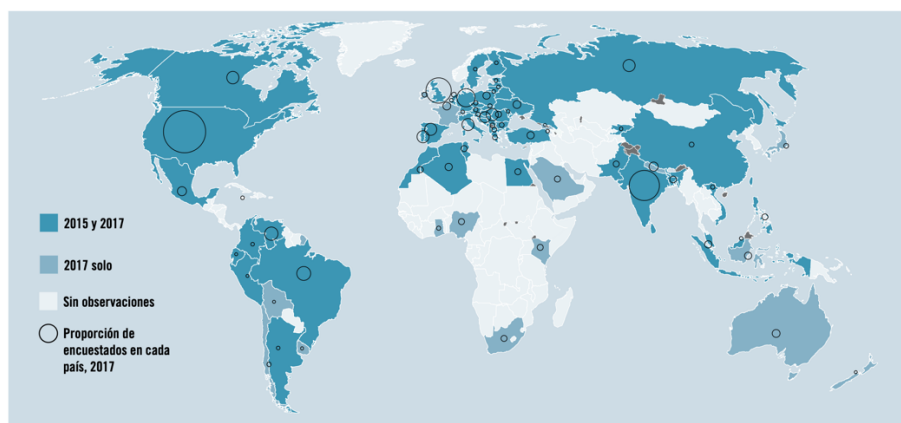 2015 y 2017
2017 solo
Sin observaciones
Proporción de
encuestados en cada
país, 2017